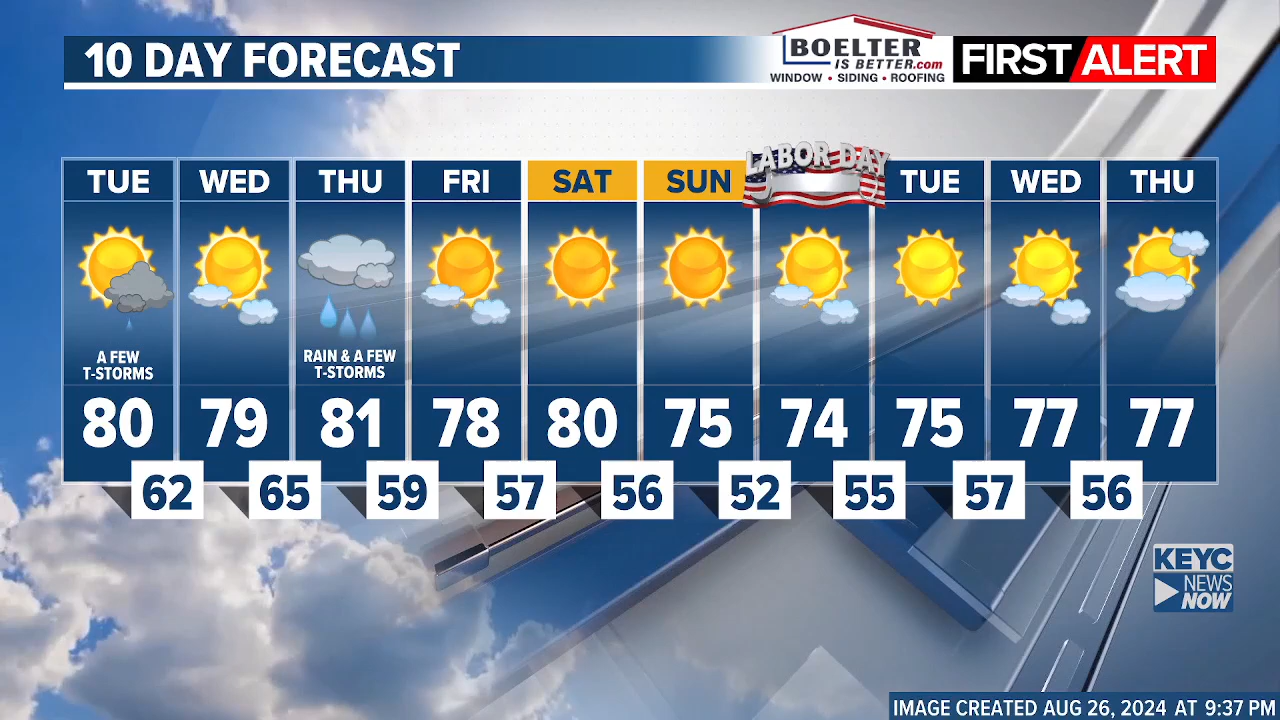 10 DAY FORECAST
BOELTER
IS BETTER.com
WINDOW • SIDING • ROOFING
FIRST ALERT
TUE WED THU FRI SAT SUN LABOR DAY TUE WED THU
A FEW
T-STORMS
RAIN & A FEW
T-STORMS
80 79 81 78 80 75 74 75 77 77
62 65 59 57 56 52 55 57 56
KEYC
NEWS
NOW
IMAGE CREATED AUG 26, 2024 AT 9:37 PM